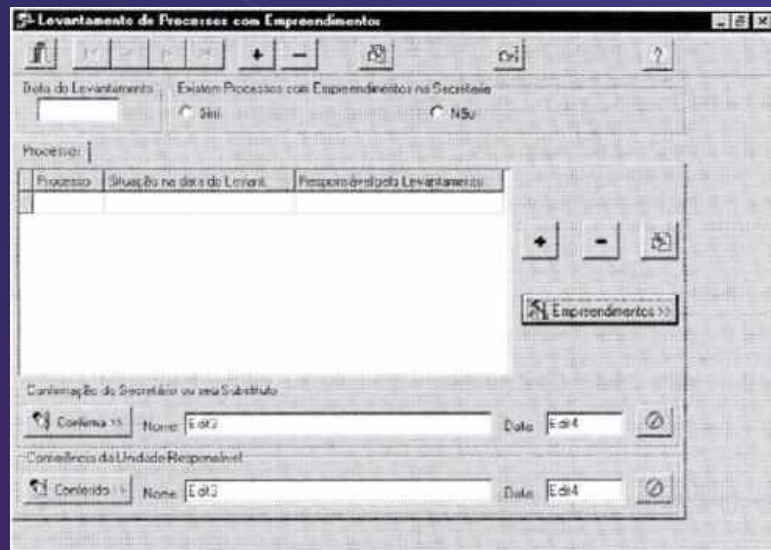 Levantamento de Processos com Empreendimentos
?
Data do Levantamento
Existem Processos com Empreendimentos na Secretaria
Sim
Não
Processos
Processo Situação na data do Levant. Responsável pelo Levantamento
Empreendimentos >>
Confirmação do Secretário ou seu Substituto
Confirma >> Nome Edit3 Data Edit4
Conferência da Unidade Responsável
Conferido >> Nome Edit3 Data Edit4